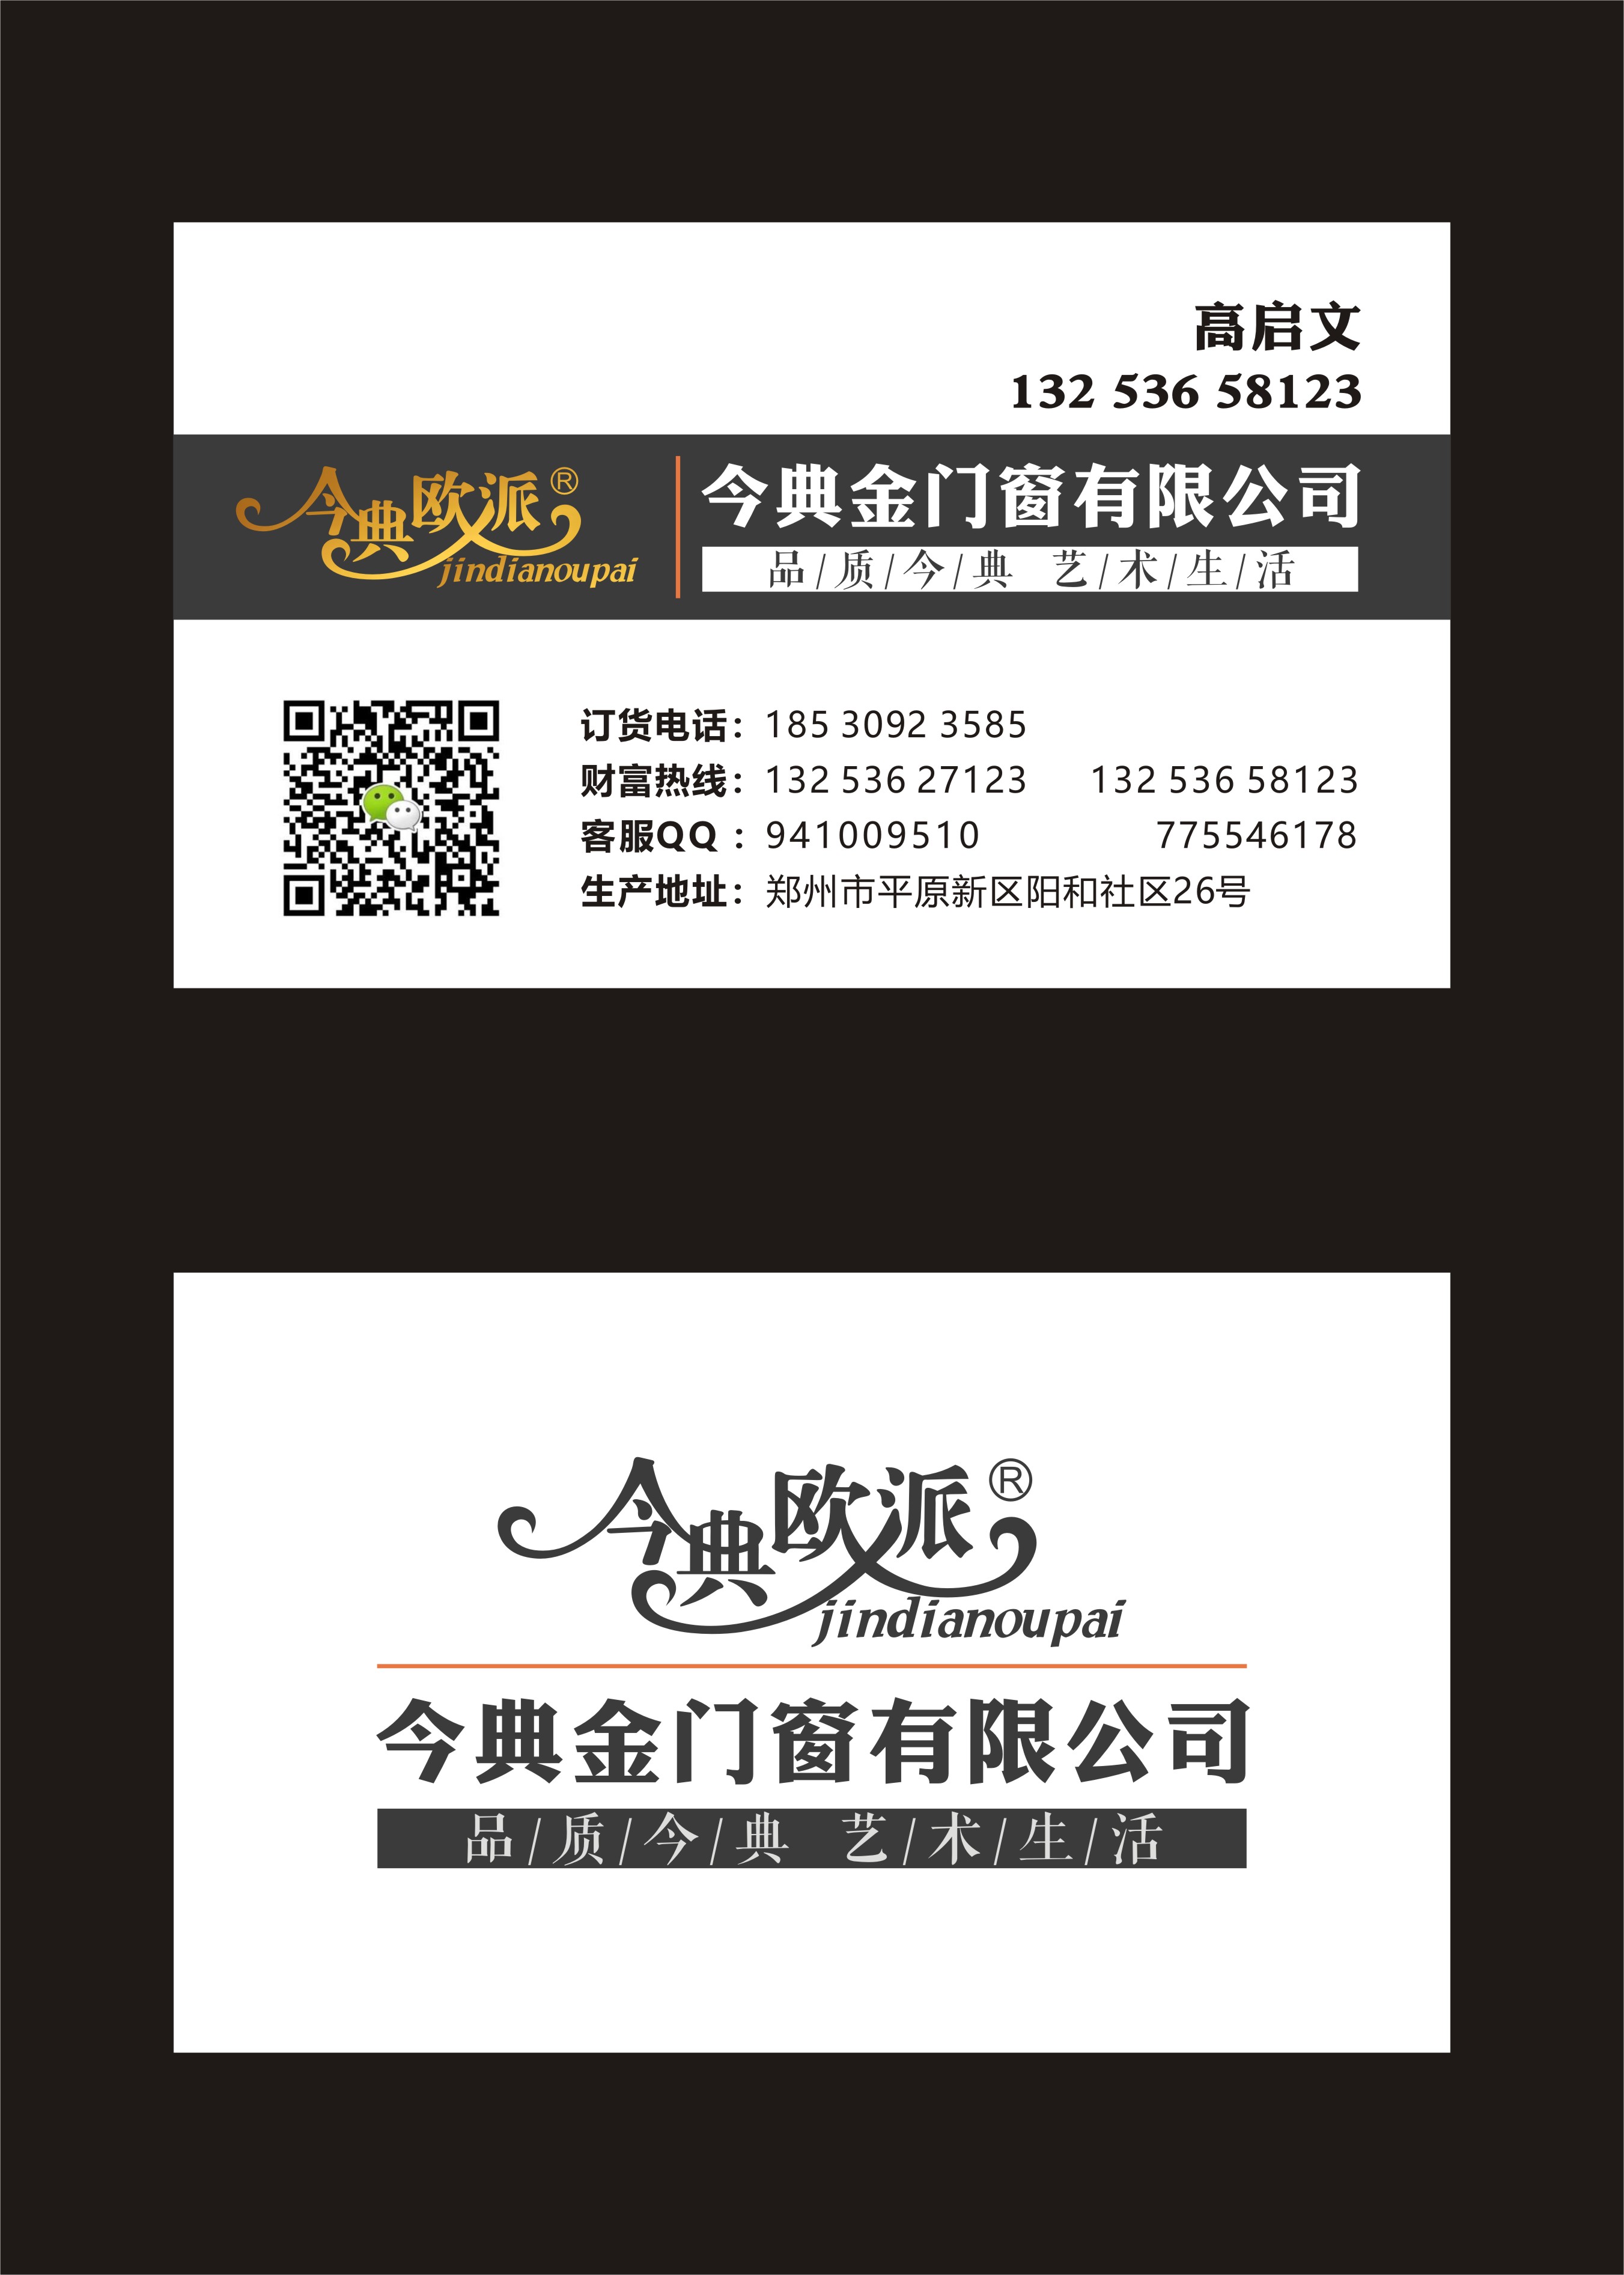 高启文
132 536 58123
今典欧派®
jindianoupai
今典金门窗有限公司
品/质/今/典 艺/术/生/活
订货电话：185 3092 3585
财富热线：132 536 27123 132 536 58123
客服QQ ：941009510 775546178
生产地址：郑州市平原新区阳和社区26号
今典欧派®
jindianoupai
今典金门窗有限公司
品/质/今/典 艺/术/生/活